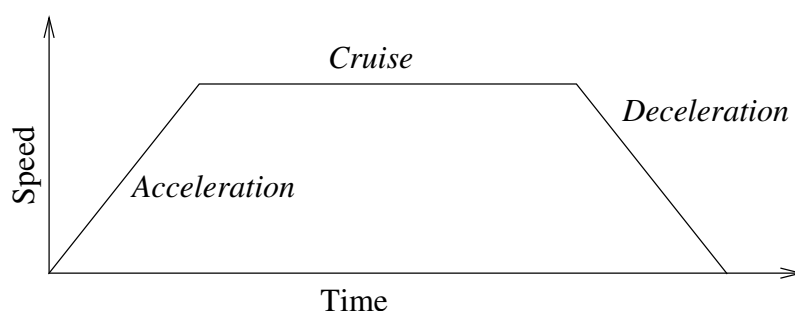 Cruise
Deceleration
Speed
Acceleration
Time